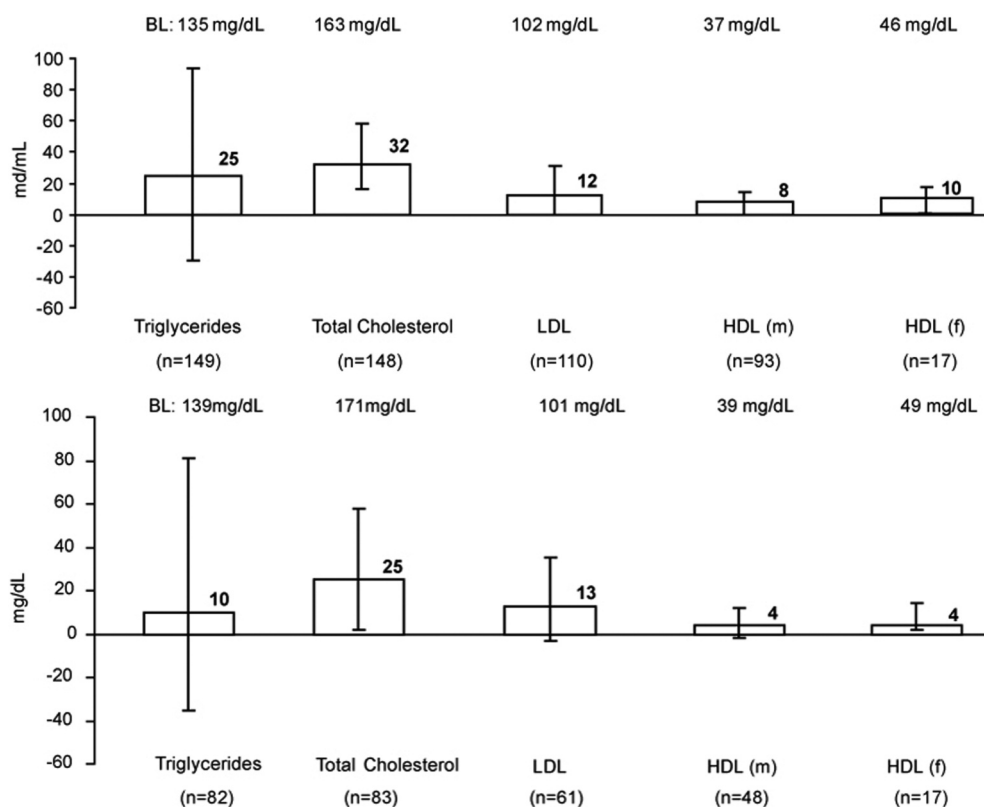 BL: 135 mg/dL 163 mg/dL 102 mg/dL 37 mg/dL 46 mg/dL
100
80
60
40
20
0
-20
-40
-60
md/mL
25 32 12 8 10
Triglycerides Total Cholesterol LDL HDL (m) HDL (f)
(n=149) (n=148) (n=110) (n=93) (n=17)
BL: 139mg/dL 171mg/dL 101 mg/dL 39 mg/dL 49 mg/dL
100
80
60
40
20
0
-20
-40
-60
mg/dL
10 25 13 4 4
Triglycerides Total Cholesterol LDL HDL (m) HDL (f)
(n=82) (n=83) (n=61) (n=48) (n=17)